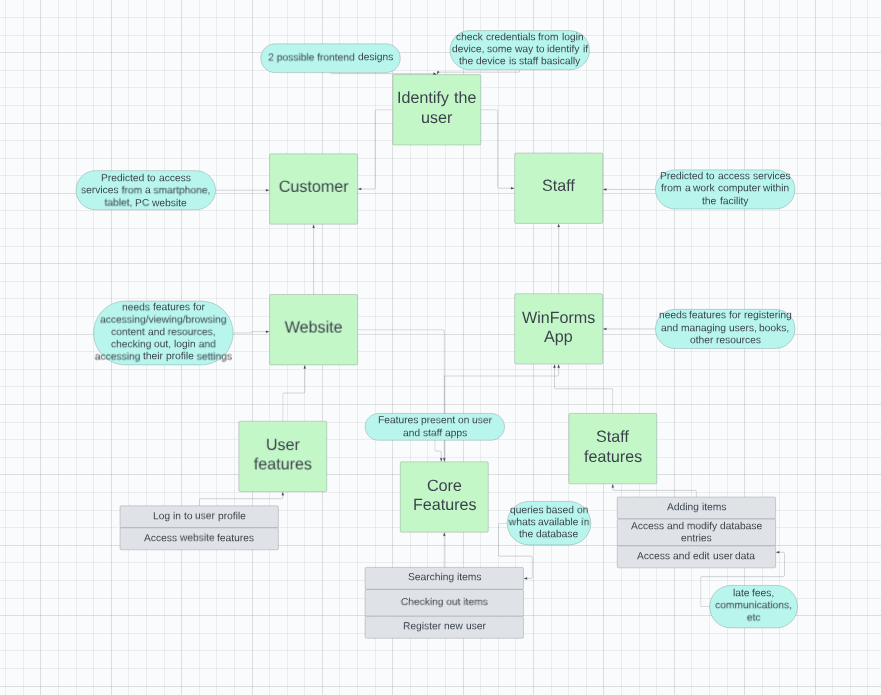 2 possible frontend designs
check credentials from login
device, some way to identify if
the device is staff basically
Identify the
user
Predicted to access
services from a smartphone,
tablet, PC website
Customer
Staff
Predicted to access services
from a work computer within
the facility
needs features for
accessing/viewing/browsing
content and resources,
checking out, login and
accessing their profile settings
Website
WinForms
App
needs features for registering
and managing users, books,
other resources
User
features
Features present on user
and staff apps
Staff
features
Core
Features
Log in to user profile
Access website features
queries based on
whats available in
the database
Adding items
Access and modify database
entries
Access and edit user data
Searching items
Checking out items
Register new user
late fees,
communications,
etc